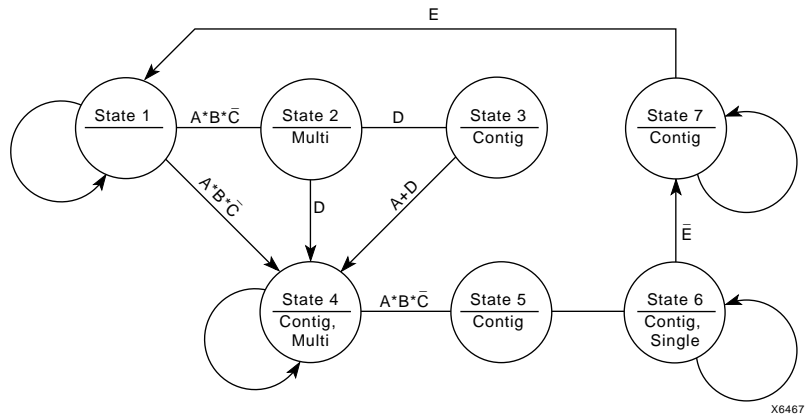 E
State 1
A*B*C̄
State 2
Multi
D
State 3
Contig
State 7
Contig
A*B*C̄
D
A+D
Ē
State 4
Contig,
Multi
A*B*C̄
State 5
Contig
State 6
Contig,
Single
X6467